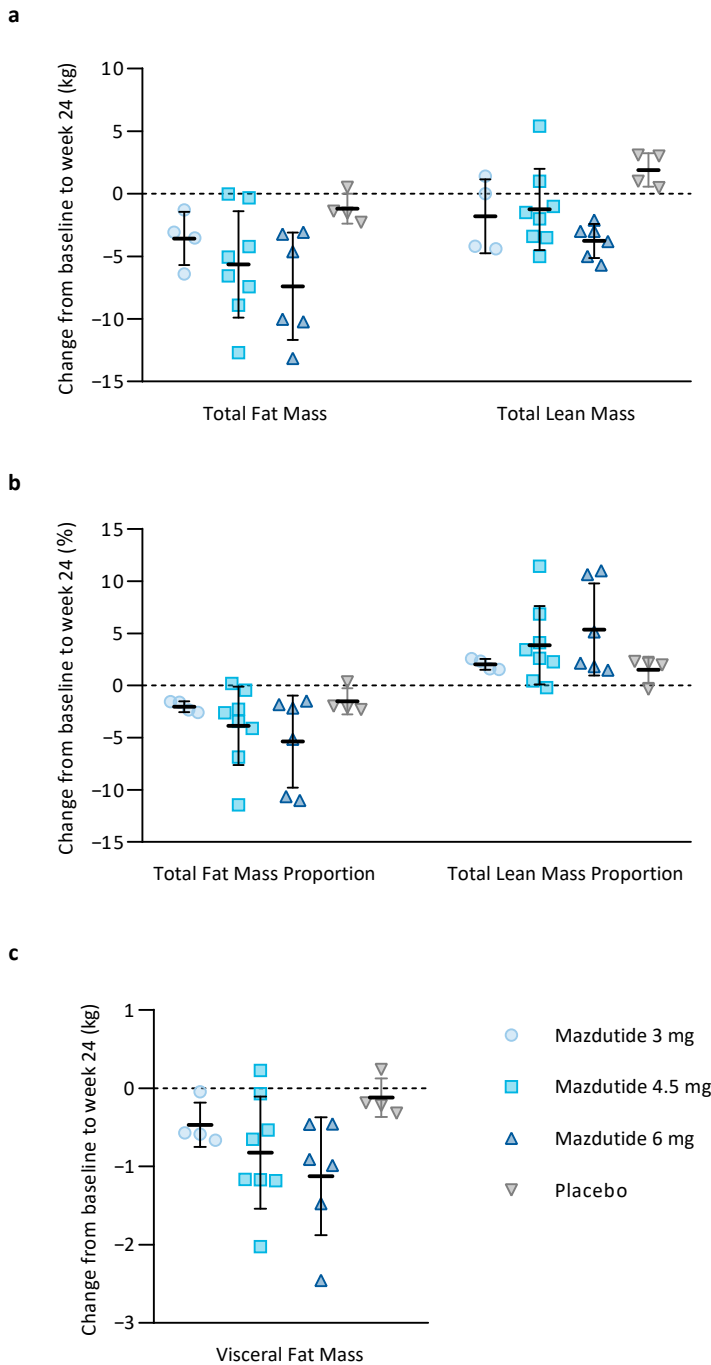 a
Change from baseline to week 24 (kg)
10
5
0
−5
−10
−15
Total Fat Mass
Total Lean Mass
b
Change from baseline to week 24 (%)
15
10
5
0
−5
−10
−15
Total Fat Mass Proportion
Total Lean Mass Proportion
c
Change from baseline to week 24 (kg)
1
0
−1
−2
−3
Visceral Fat Mass
Mazdutide 3 mg
Mazdutide 4.5 mg
Mazdutide 6 mg
Placebo